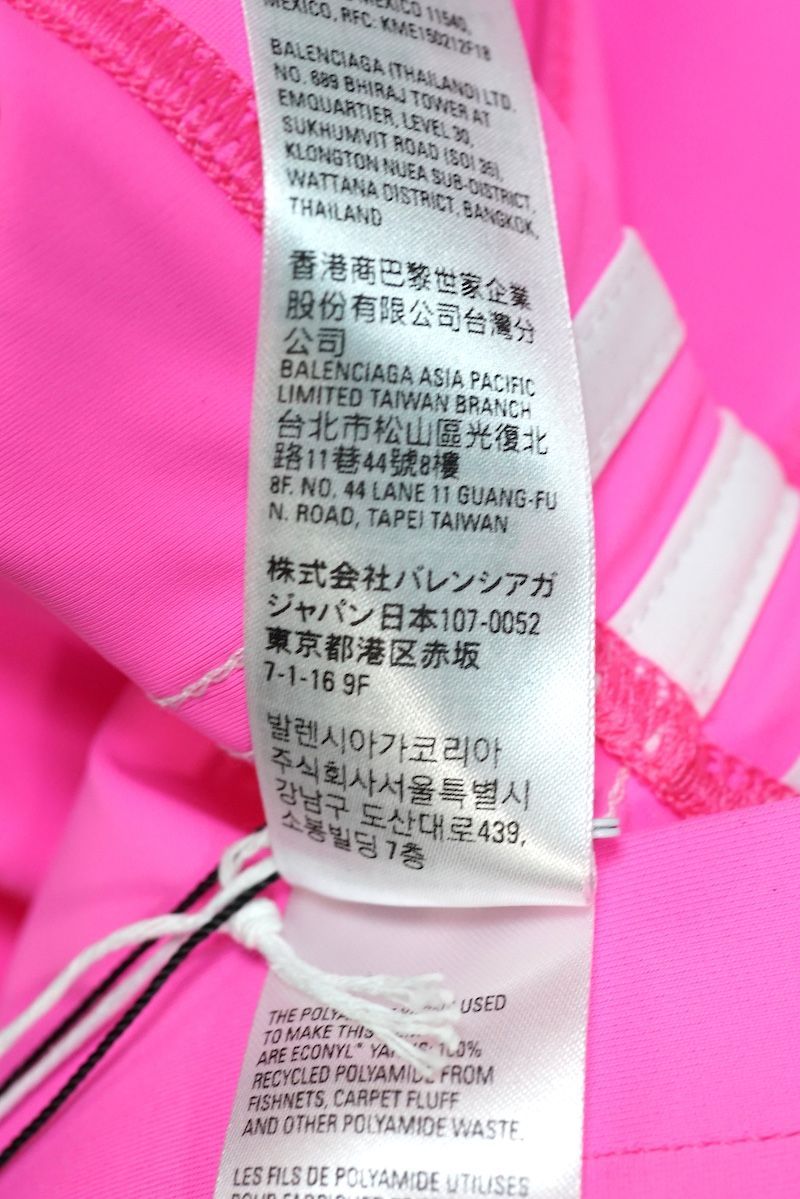 MEXICO 11540,
MEXICO, RFC: KME150212F18
BALENCIAGA (THAILAND) LTD.
NO. 689 BHIRAJ TOWER AT
EMQUARTIER, LEVEL 30,
SUKHUMVIT ROAD (SOI 35),
KLONGTON NUEA SUB-DISTRICT,
WATTANA DISTRICT, BANGKOK,
THAILAND
香港商巴黎世家企業
股份有限公司台灣分
公司
BALENCIAGA ASIA PACIFIC
LIMITED TAIWAN BRANCH
台北市松山區光復北
路11巷44號8樓
8F. NO. 44 LANE 11 GUANG-FU
N. ROAD, TAPEI TAIWAN
株式会社バレンシアガ
ジャパン日本107-0052
東京都港区赤坂
7-1-16 9F
발렌시아가코리아
주식회사서울특별시
강남구 도산대로439,
소봉빌딩 7층
THE USED
TO MAKE THIS
ARE ECONYL® 100%
RECYCLED POLYAMIDE FROM
FISHNETS, CARPET FLUFF
AND OTHER POLYAMIDE WASTE.
LES FILS DE POLYAMIDE UTILISES